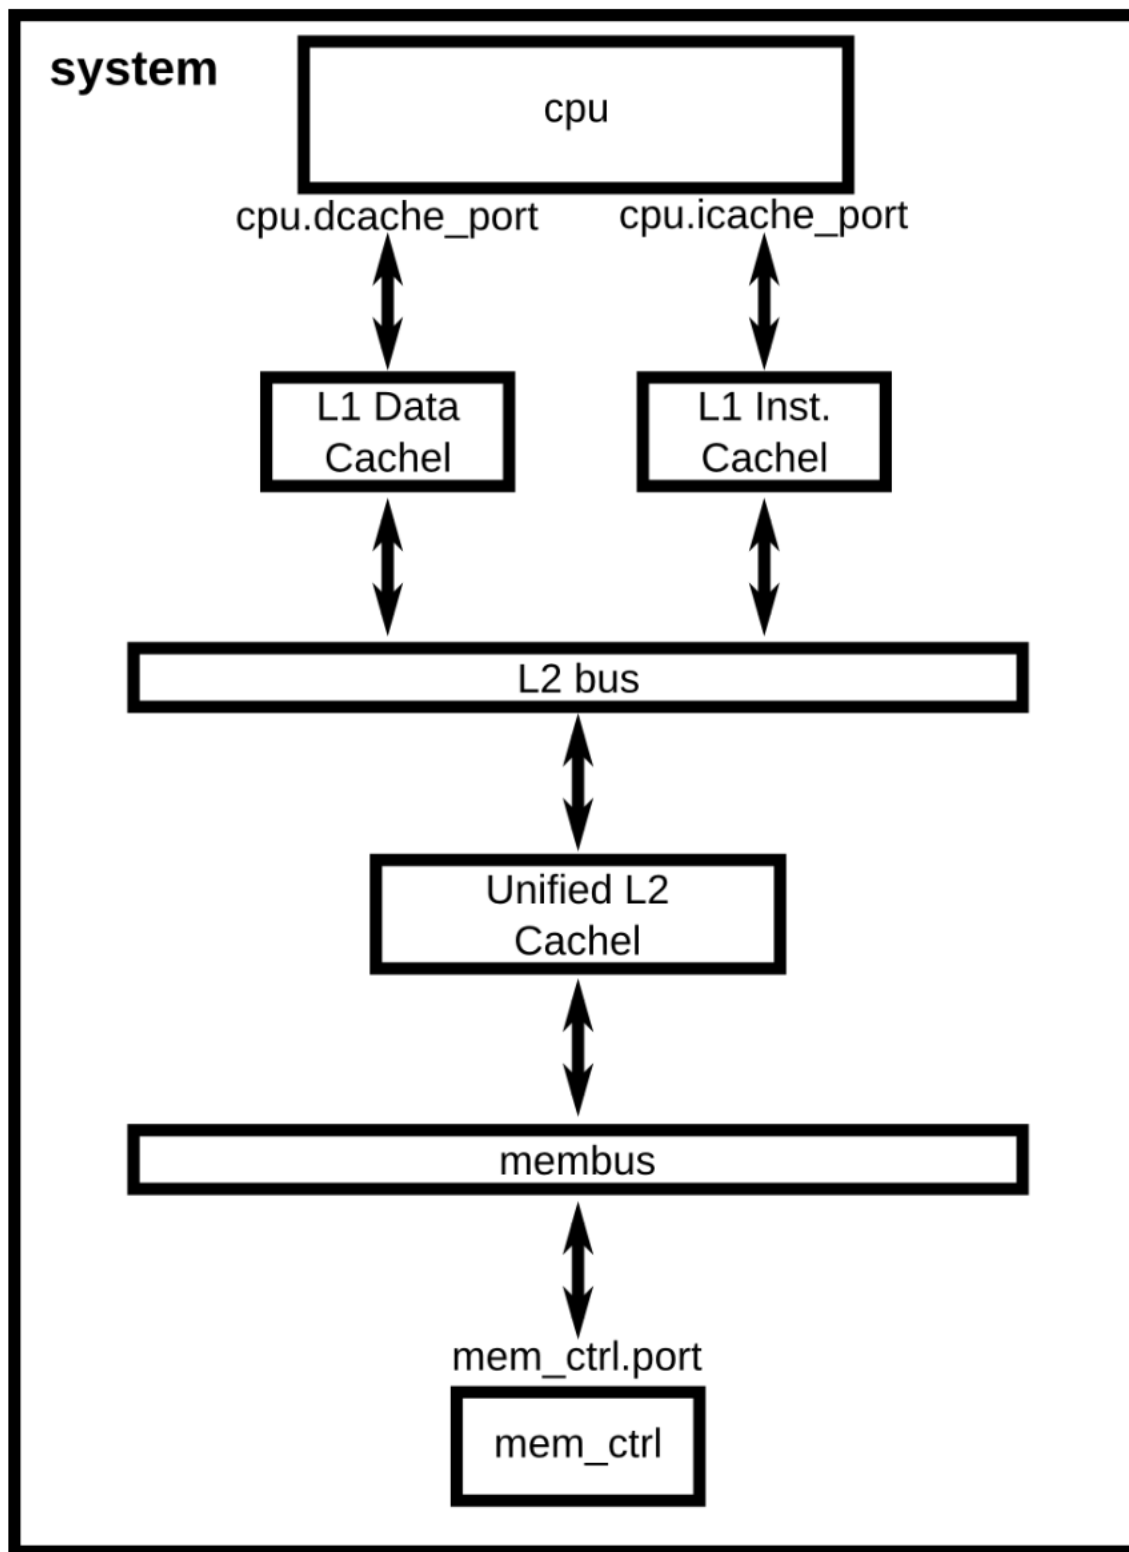 system
cpu
cpu.dcache_port
cpu.icache_port
L1 Data
Cachel
L1 Inst.
Cachel
L2 bus
Unified L2
Cachel
membus
mem_ctrl.port
mem_ctrl